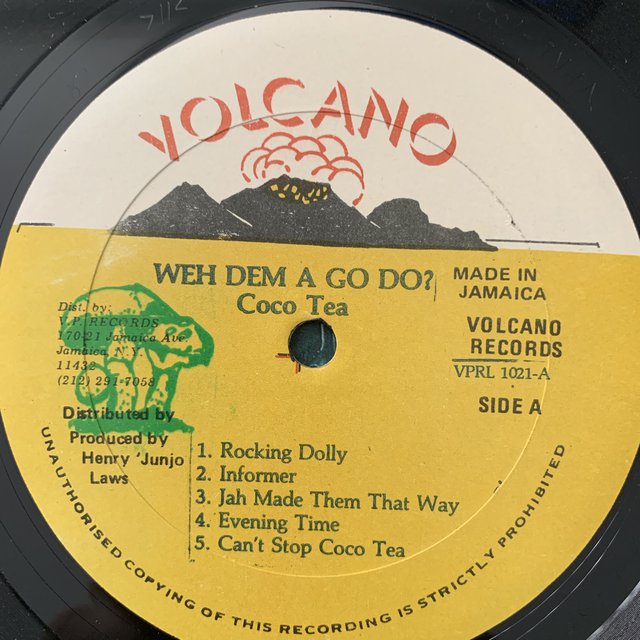 VOLCANO
WEH DEM A GO DO?
Coco Tea
MADE IN
JAMAICA
VOLCANO
RECORDS
VPRL 1021-A
SIDE A
Dist. by:
V.P. RECORDS
170-21 Jamaica Ave.
Jamaica, N.Y.
11432
(212) 291-7058
Distributed by
Produced by
Henry 'Junjo
Laws
1. Rocking Dolly
2. Informer
3. Jah Made Them That Way
4. Evening Time
5. Can't Stop Coco Tea
UNAUTHORISED COPYING OF THIS RECORDING IS STRICTLY PROHIBITED